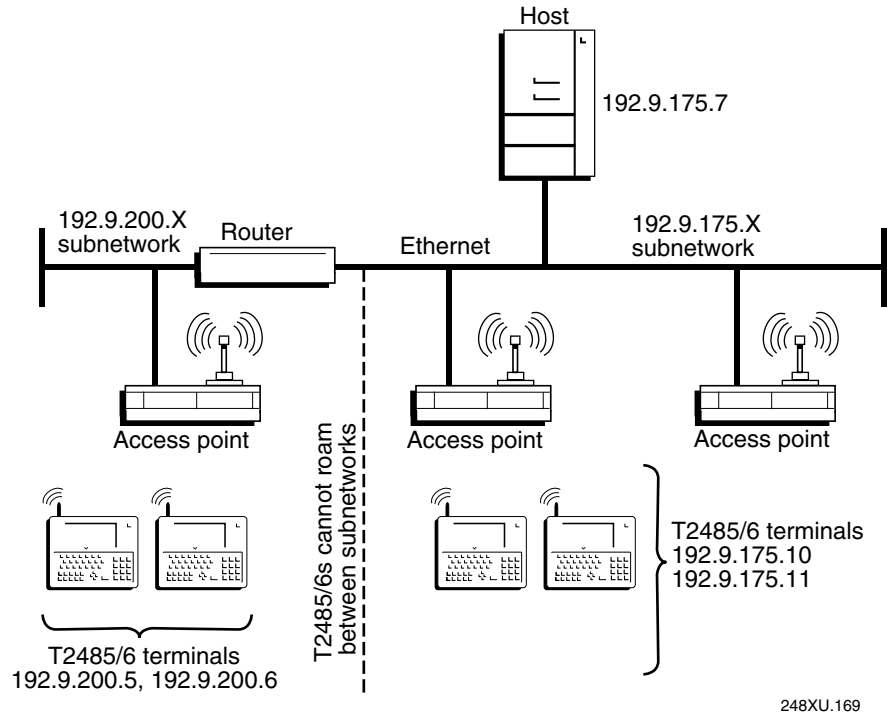 Host
192.9.175.7
192.9.200.X
subnetwork
Router
Ethernet
192.9.175.X
subnetwork
Access point
Access point
Access point
T2485/6s cannot roam
between subnetworks
T2485/6 terminals
192.9.175.10
192.9.175.11
T2485/6 terminals
192.9.200.5, 192.9.200.6
248XU.169